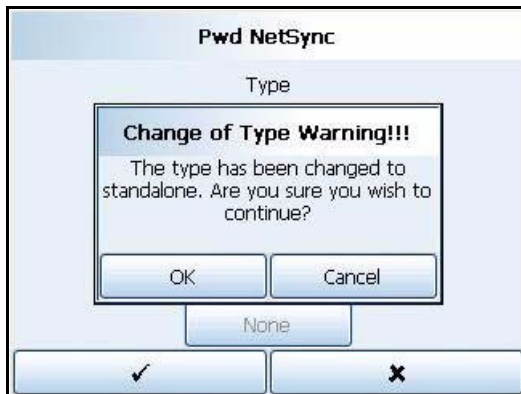 Pwd NetSync
Type
Change of Type Warning!!!
The type has been changed to
standalone. Are you sure you wish to
continue?
OK Cancel
None
✓ ✗